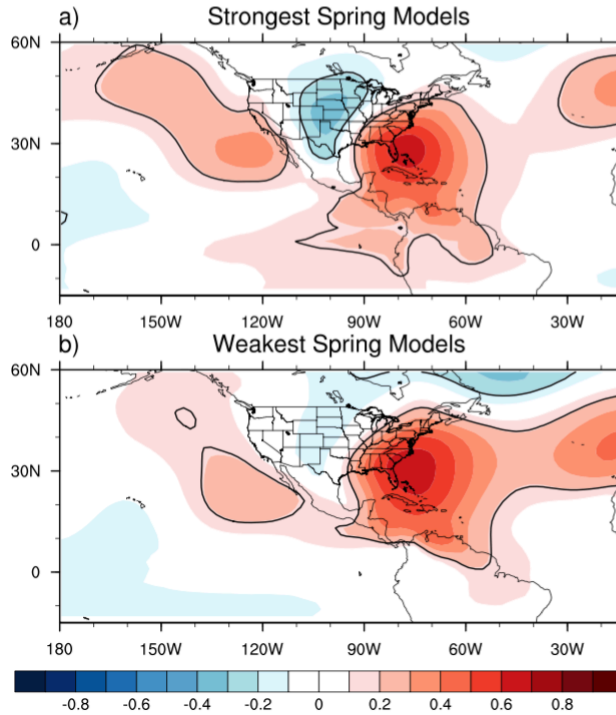 a) Strongest Spring Models
60N
30N
0
180 150W 120W 90W 60W 30W
b) Weakest Spring Models
60N
30N
0
180 150W 120W 90W 60W 30W
-0.8 -0.6 -0.4 -0.2 0 0.2 0.4 0.6 0.8